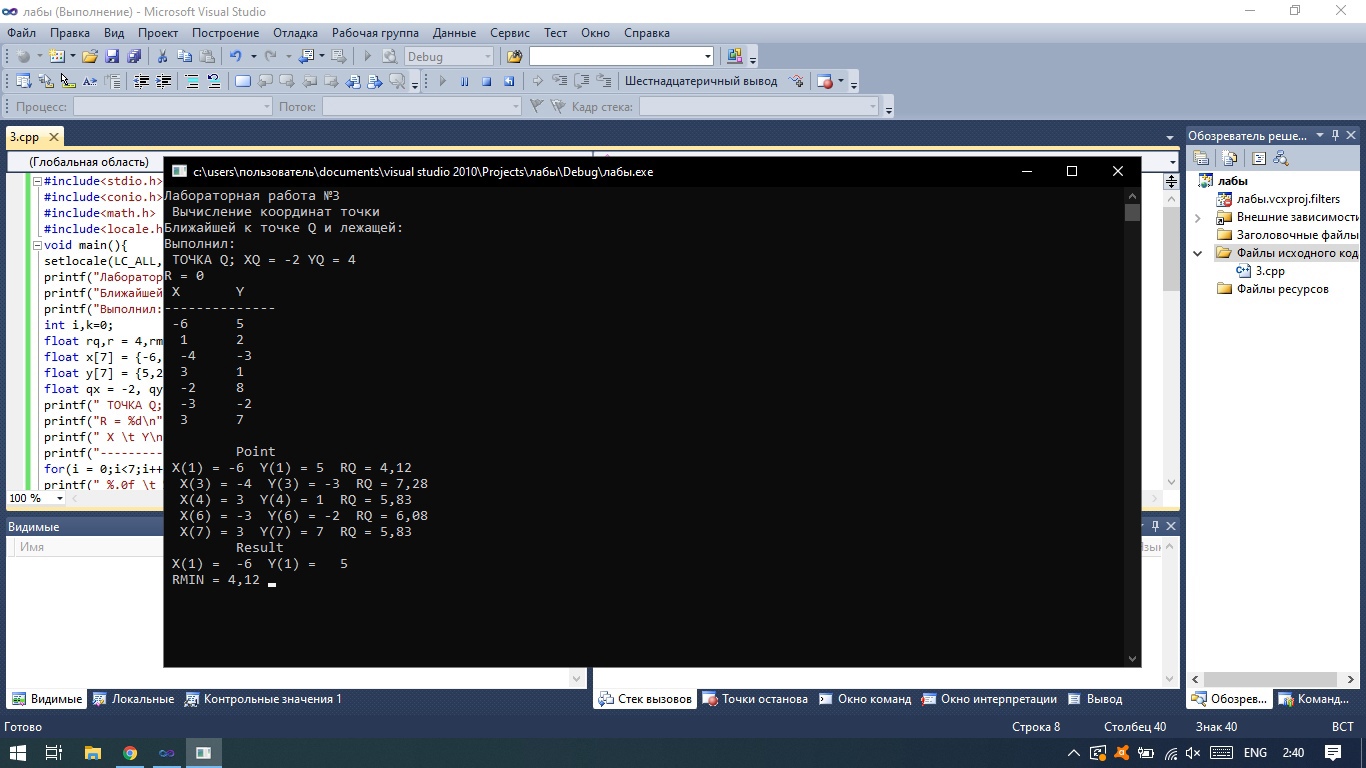 лабы (Выполнение) - Microsoft Visual Studio
Файл Правка Вид Проект Построение Отладка Рабочая группа Данные Сервис Тест Окно Справка
Debug
Шестнадцатеричный вывод
Процесс: Поток: Кадр стека:
3.cpp
(Глобальная область)
#include<stdio.h>
#include<conio.h>
#include<math.h>
#include<locale.h
void main(){
setlocale(LC_ALL,
printf("Лаборатор
printf("Ближайшей
printf("Выполнил:
int i,k=0;
float rq,r = 4,rm
float x[7] = {-6,
float y[7] = {5,2
float qx = -2, qy
printf(" ТОЧКА Q;
printf("R = %d\n"
printf(" X \t Y\n
printf("---------
for(i = 0;i<7;i++
printf(" %.0f \t
100 %
c:\users\пользователь\documents\visual studio 2010\Projects\лабы\Debug\лабы.exe
Лабораторная работа №3
Вычисление координат точки
Ближайшей к точке Q и лежащей:
Выполнил:
ТОЧКА Q; XQ = -2 YQ = 4
R = 0
X Y
--------------
-6 5
1 2
-4 -3
3 1
-2 8
-3 -2
3 7
Point
X(1) = -6 Y(1) = 5 RQ = 4,12
X(3) = -4 Y(3) = -3 RQ = 7,28
X(4) = 3 Y(4) = 1 RQ = 5,83
X(6) = -3 Y(6) = -2 RQ = 6,08
X(7) = 3 Y(7) = 7 RQ = 5,83
Result
X(1) = -6 Y(1) = 5
RMIN = 4,12
Обозреватель реше...
лабы
лабы.vcxproj.filters
Внешние зависимости
Заголовочные файлы
Файлы исходного код
3.cpp
Файлы ресурсов
Видимые
Имя
Видимые Локальные Контрольные значения 1
Стек вызовов Точки останова Окно команд Окно интерпретации Вывод
Обозрев... Команд...
Готово Строка 8 Столбец 40 Знак 40 ВСТ
ENG 2:40